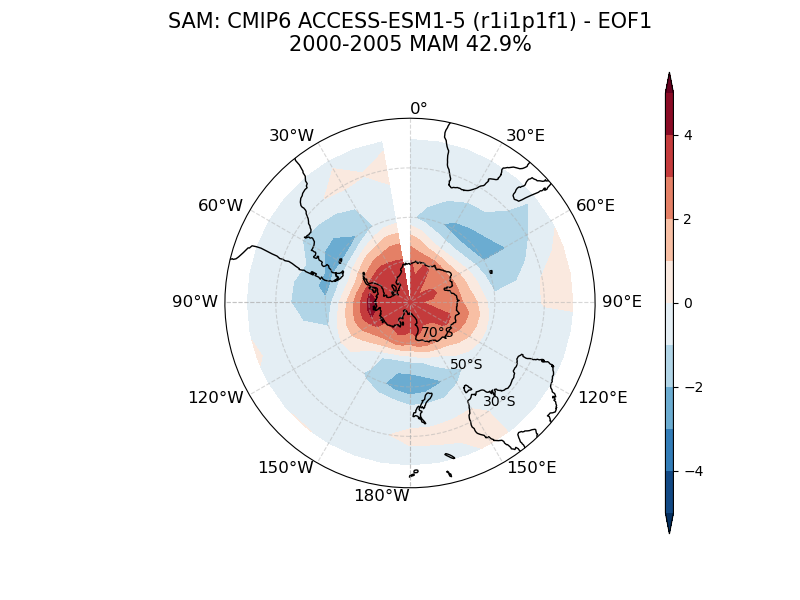 SAM: CMIP6 ACCESS-ESM1-5 (r1i1p1f1) - EOF1
2000-2005 MAM 42.9%
0°
30°W
30°E
60°W
60°E
90°W
90°E
70°S
50°S
30°S
120°W
120°E
150°W
150°E
180°W
4
2
0
−2
−4